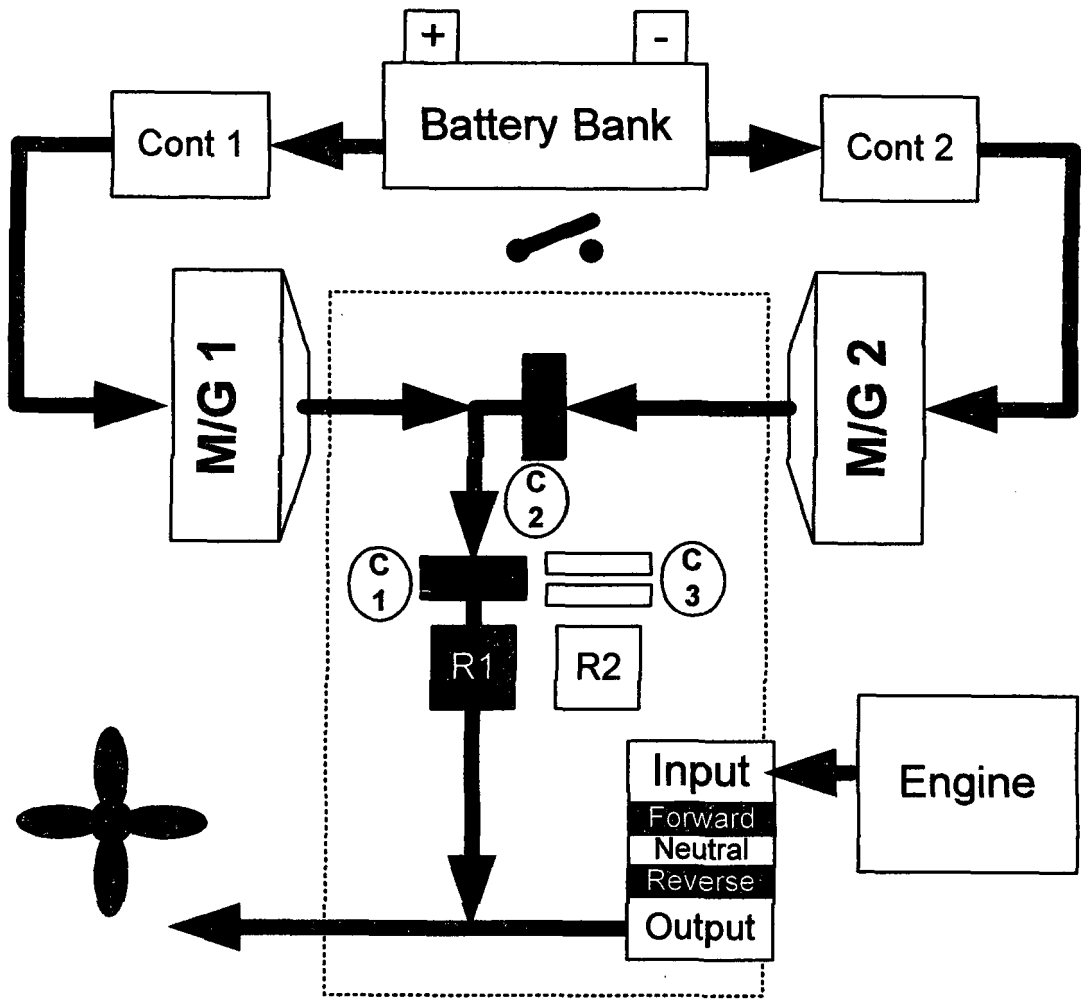 +
-
Battery Bank
Cont 1
Cont 2
M/G 1
M/G 2
C
2
C
1
C
3
R1
R2
Input
Forward
Neutral
Reverse
Output
Engine